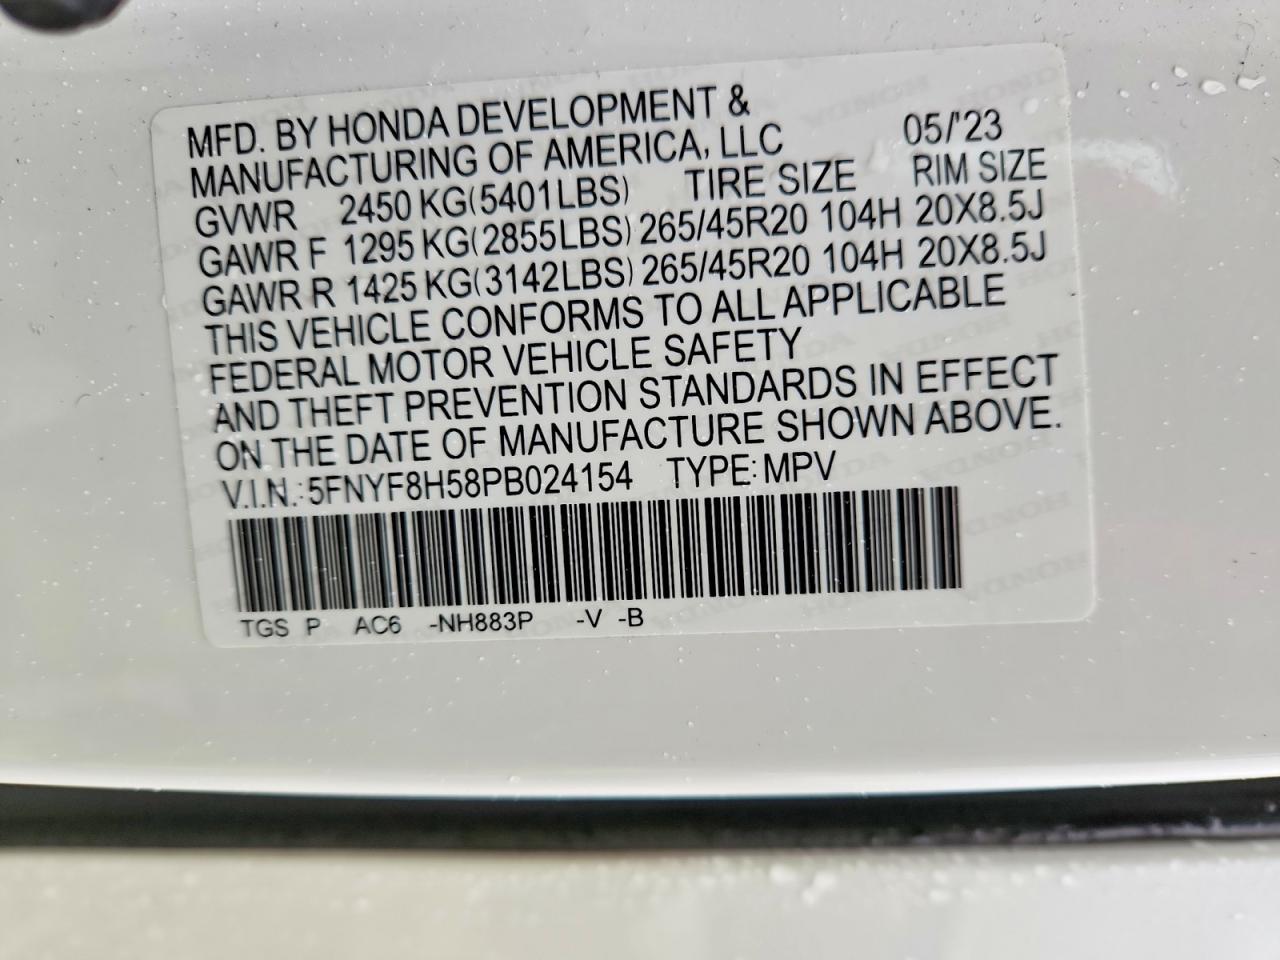 MFD. BY HONDA DEVELOPMENT &
MANUFACTURING OF AMERICA, LLC 05/'23
GVWR 2450 KG(5401LBS) TIRE SIZE RIM SIZE
GAWR F 1295 KG(2855LBS) 265/45R20 104H 20X8.5J
GAWR R 1425 KG(3142LBS) 265/45R20 104H 20X8.5J
THIS VEHICLE CONFORMS TO ALL APPLICABLE
FEDERAL MOTOR VEHICLE SAFETY
AND THEFT PREVENTION STANDARDS IN EFFECT
ON THE DATE OF MANUFACTURE SHOWN ABOVE.
V.I.N.: 5FNYF8H58PB024154 TYPE: MPV
TGS P AC6 -NH883P -V -B